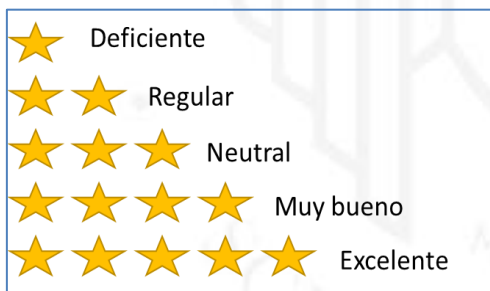 Deficiente
Regular
Neutral
Muy bueno
Excelente